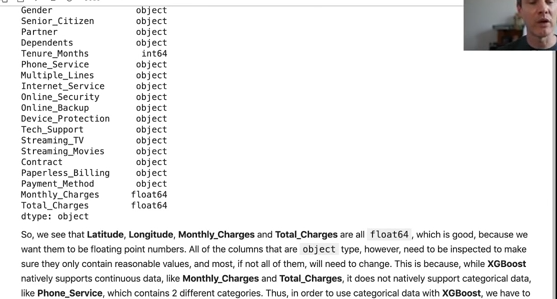 Gender object
Senior_Citizen object
Partner object
Dependents object
Tenure_Months int64
Phone_Service object
Multiple_Lines object
Internet_Service object
Online_Security object
Online_Backup object
Device_Protection object
Tech_Support object
Streaming_TV object
Streaming_Movies object
Contract object
Paperless_Billing object
Payment_Method object
Monthly_Charges float64
Total_Charges float64
dtype: object
So, we see that Latitude, Longitude, Monthly_Charges and Total_Charges are all float64, which is good, because we
want them to be floating point numbers. All of the columns that are object type, however, need to be inspected to make
sure they only contain reasonable values, and most, if not all of them, will need to change. This is because, while XGBoost
natively supports continuous data, like Monthly_Charges and Total_Charges, it does not natively support categorical data,
like Phone_Service, which contains 2 different categories. Thus, in order to use categorical data with XGBoost, we have to